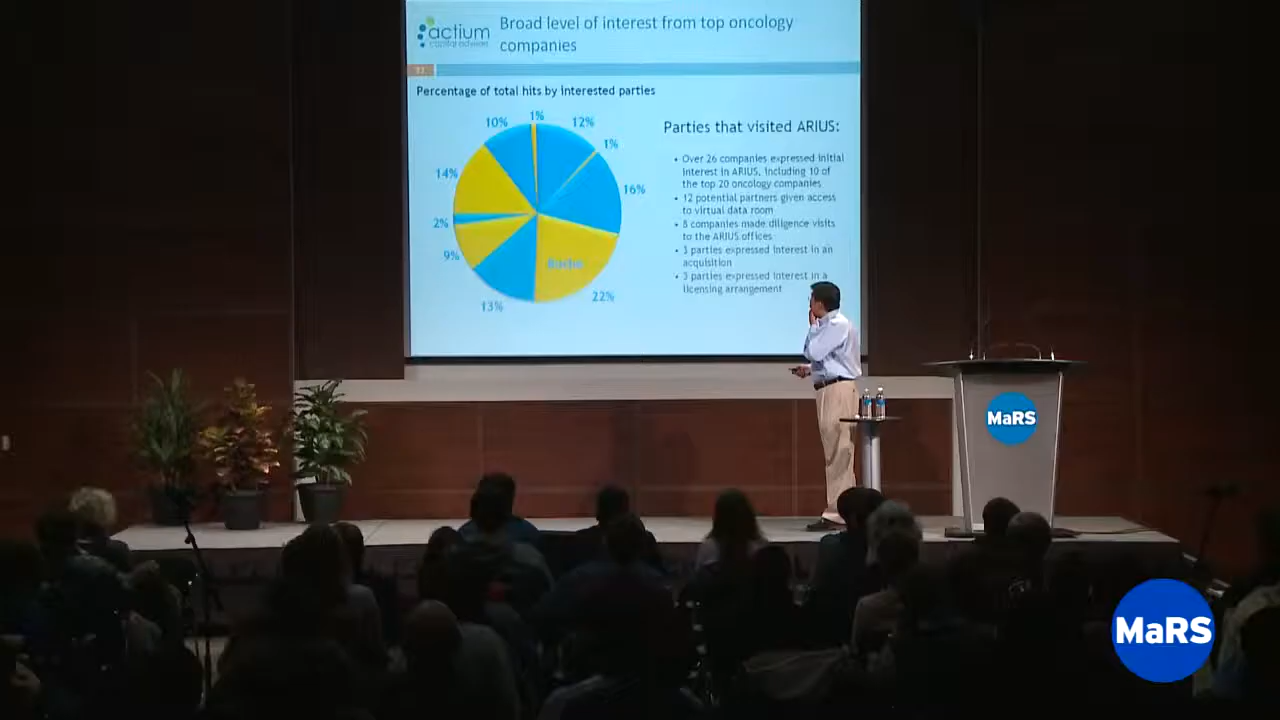 actium
capital advisors
Broad level of interest from top oncology
companies
Percentage of total hits by interested parties
1%
10%
12%
1%
14%
16%
2%
9%
13%
22%
Roche
Parties that visited ARIUS:
• Over 26 companies expressed initial
interest in ARIUS, including 10 of
the top 20 oncology companies
• 12 potential partners given access
to virtual data room
• 8 companies made diligence visits
to the ARIUS offices
• 3 parties expressed interest in an
acquisition
• 3 parties expressed interest in a
licensing arrangement
MaRS
MaRS